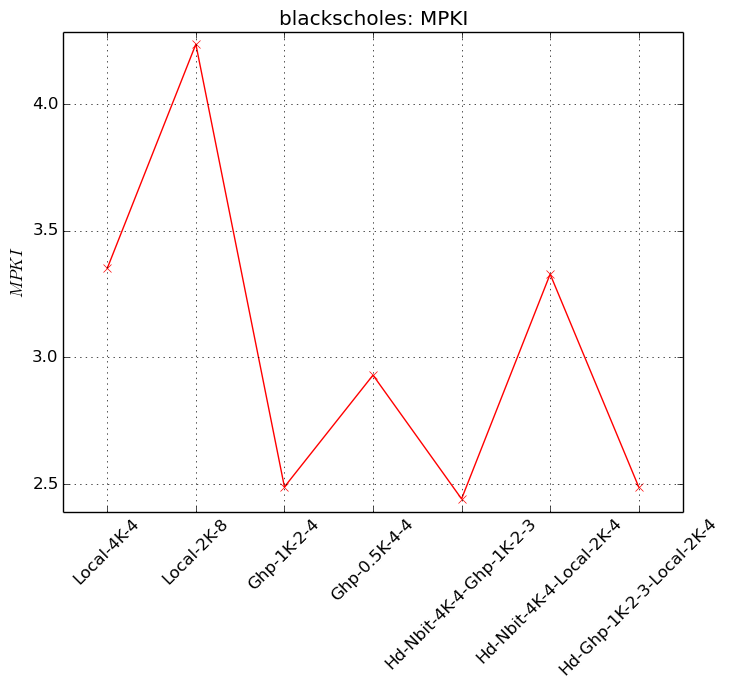 blackscholes: MPKI
MPKI
4.0
3.5
3.0
2.5
Local-4K-4
Local-2K-8
Ghp-1K-2-4
Ghp-0.5K-4-4
Hd-Nbit-4K-4-Ghp-1K-2-3
Hd-Nbit-4K-4-Local-2K-4
Hd-Ghp-1K-2-3-Local-2K-4